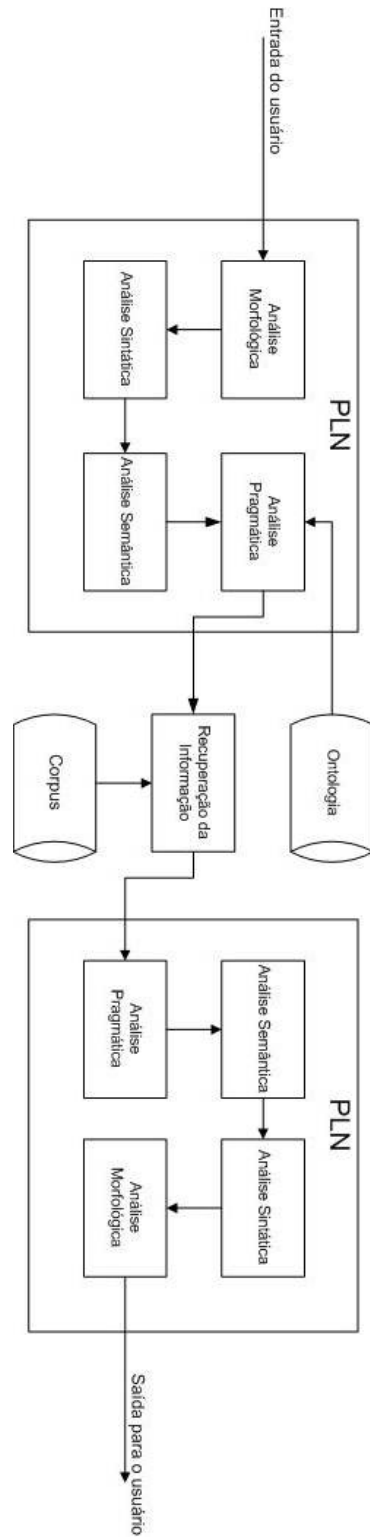 Entrada do usuário
PLN
Análise
Morfológica
Análise
Pragmática
Análise Sintática
Análise Semântica
Ontologia
Recuperação da
Informação
Corpus
PLN
Análise Semântica
Análise Sintática
Análise
Pragmática
Análise
Morfológica
Saída para o usuário